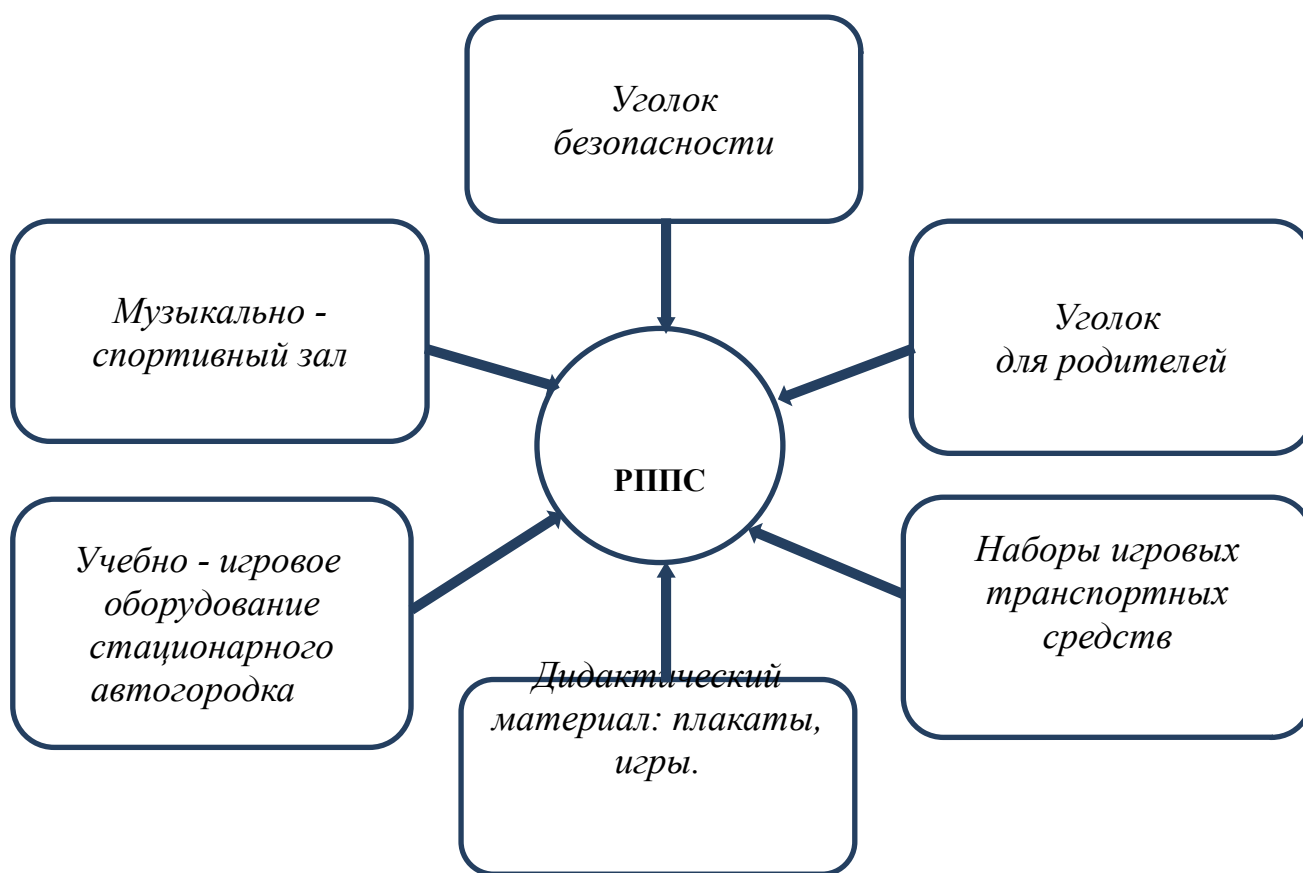 Уголок
безопасности
Музыкально -
спортивный зал
Уголок
для родителей
РППС
Учебно - игровое
оборудование
стационарного
автогородка
Наборы игровых
транспортных
средств
Дидактический
материал: плакаты,
игры.